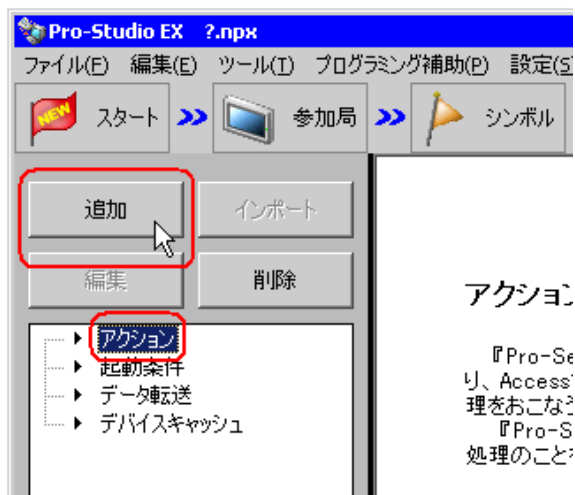 Pro-Studio EX ?.npx
ファイル(F) 編集(E) ツール(T) プログラミング補助(P) 設定(S
NEW スタート 参加局 シンボル
追加 インポート
編集 削除
アクション
起動条件
データ転送
デバイスキャッシュ
アクション
『Pro-Se
り、Access
理をおこな
『Pro-S
処理のこと